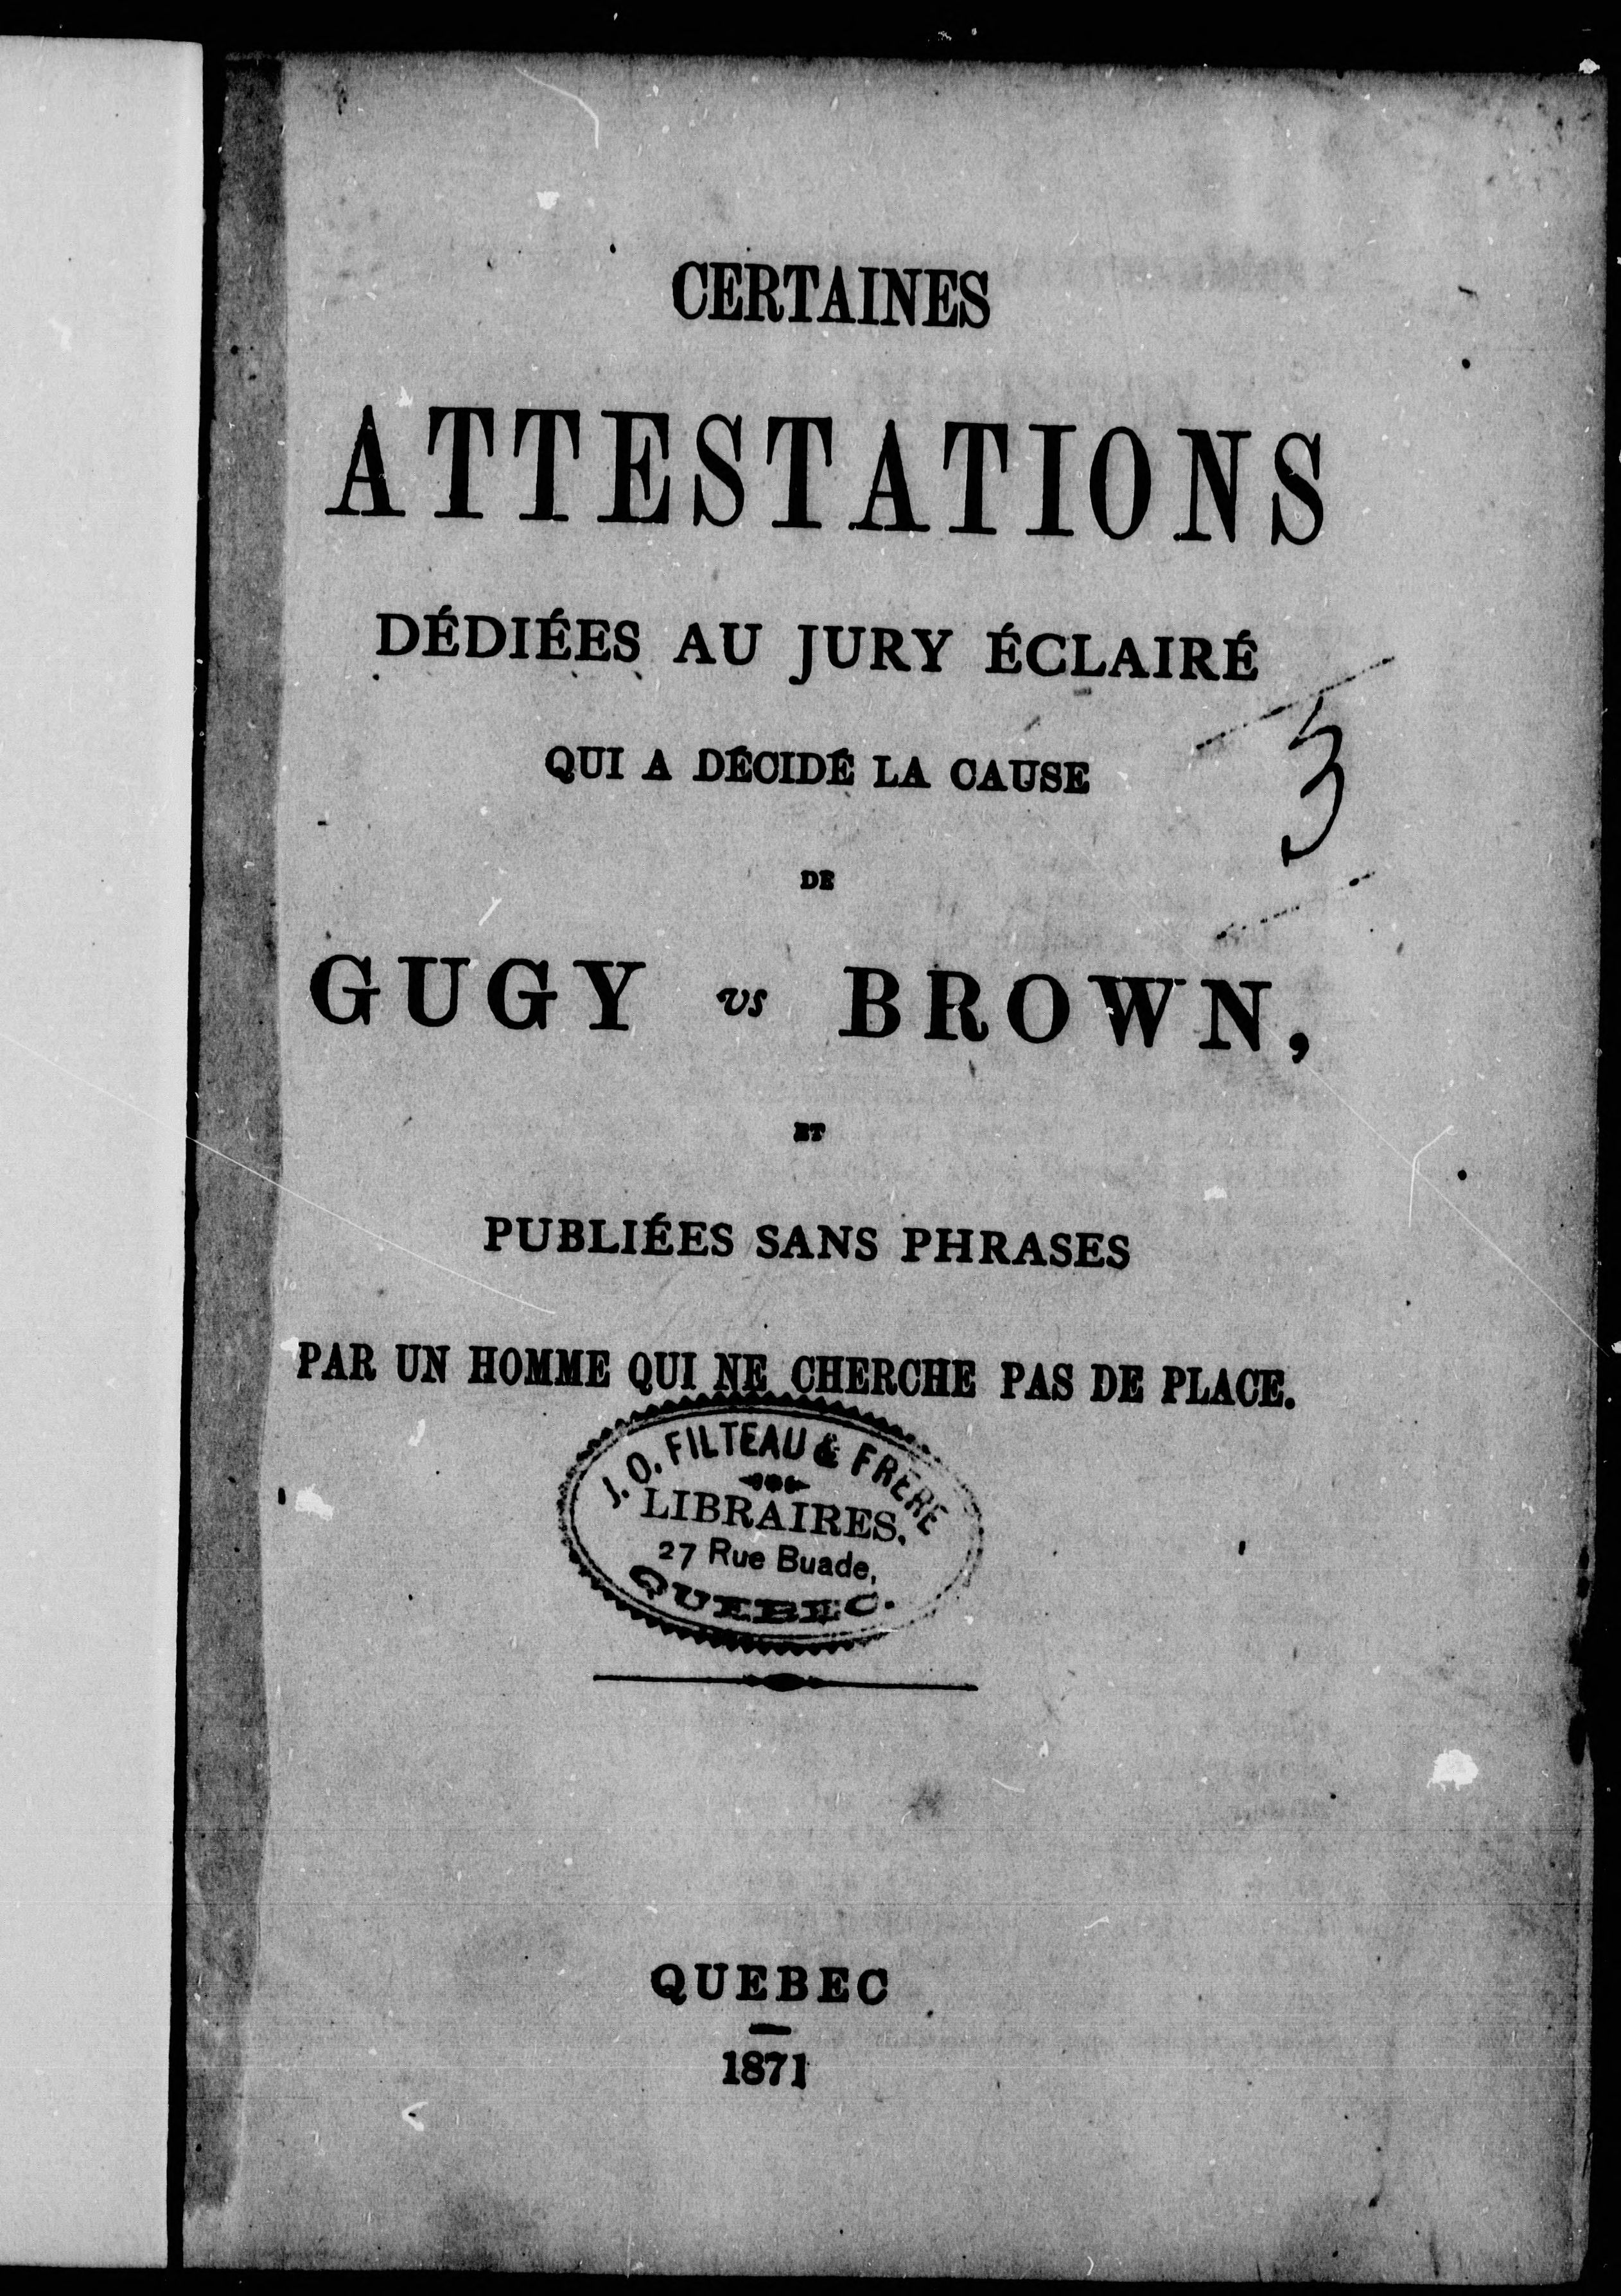 CERTAINES
ATTESTATIONS
DÉDIÉES AU JURY ÉCLAIRÉ
QUI A DÉCIDÉ LA CAUSE
3
DE
GUGY vs BROWN,
ET
PUBLIÉES SANS PHRASES
PAR UN HOMME QUI NE CHERCHE PAS DE PLACE.
J. O. FILTEAU & FRÈRE
LIBRAIRES.
27 Rue Buade,
QUEBEC.
QUEBEC
1871